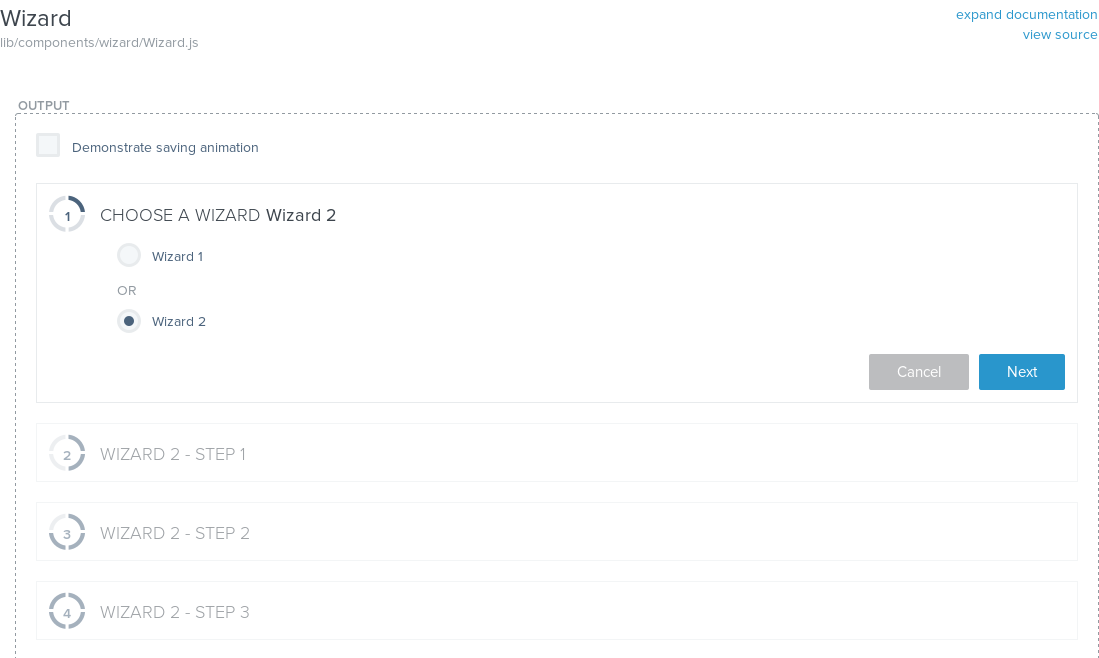 Wizard
expand documentation
lib/components/wizard/Wizard.js
view source
OUTPUT
Demonstrate saving animation
1 CHOOSE A WIZARD Wizard 2
Wizard 1
OR
Wizard 2
Cancel Next
2 WIZARD 2 - STEP 1
3 WIZARD 2 - STEP 2
4 WIZARD 2 - STEP 3